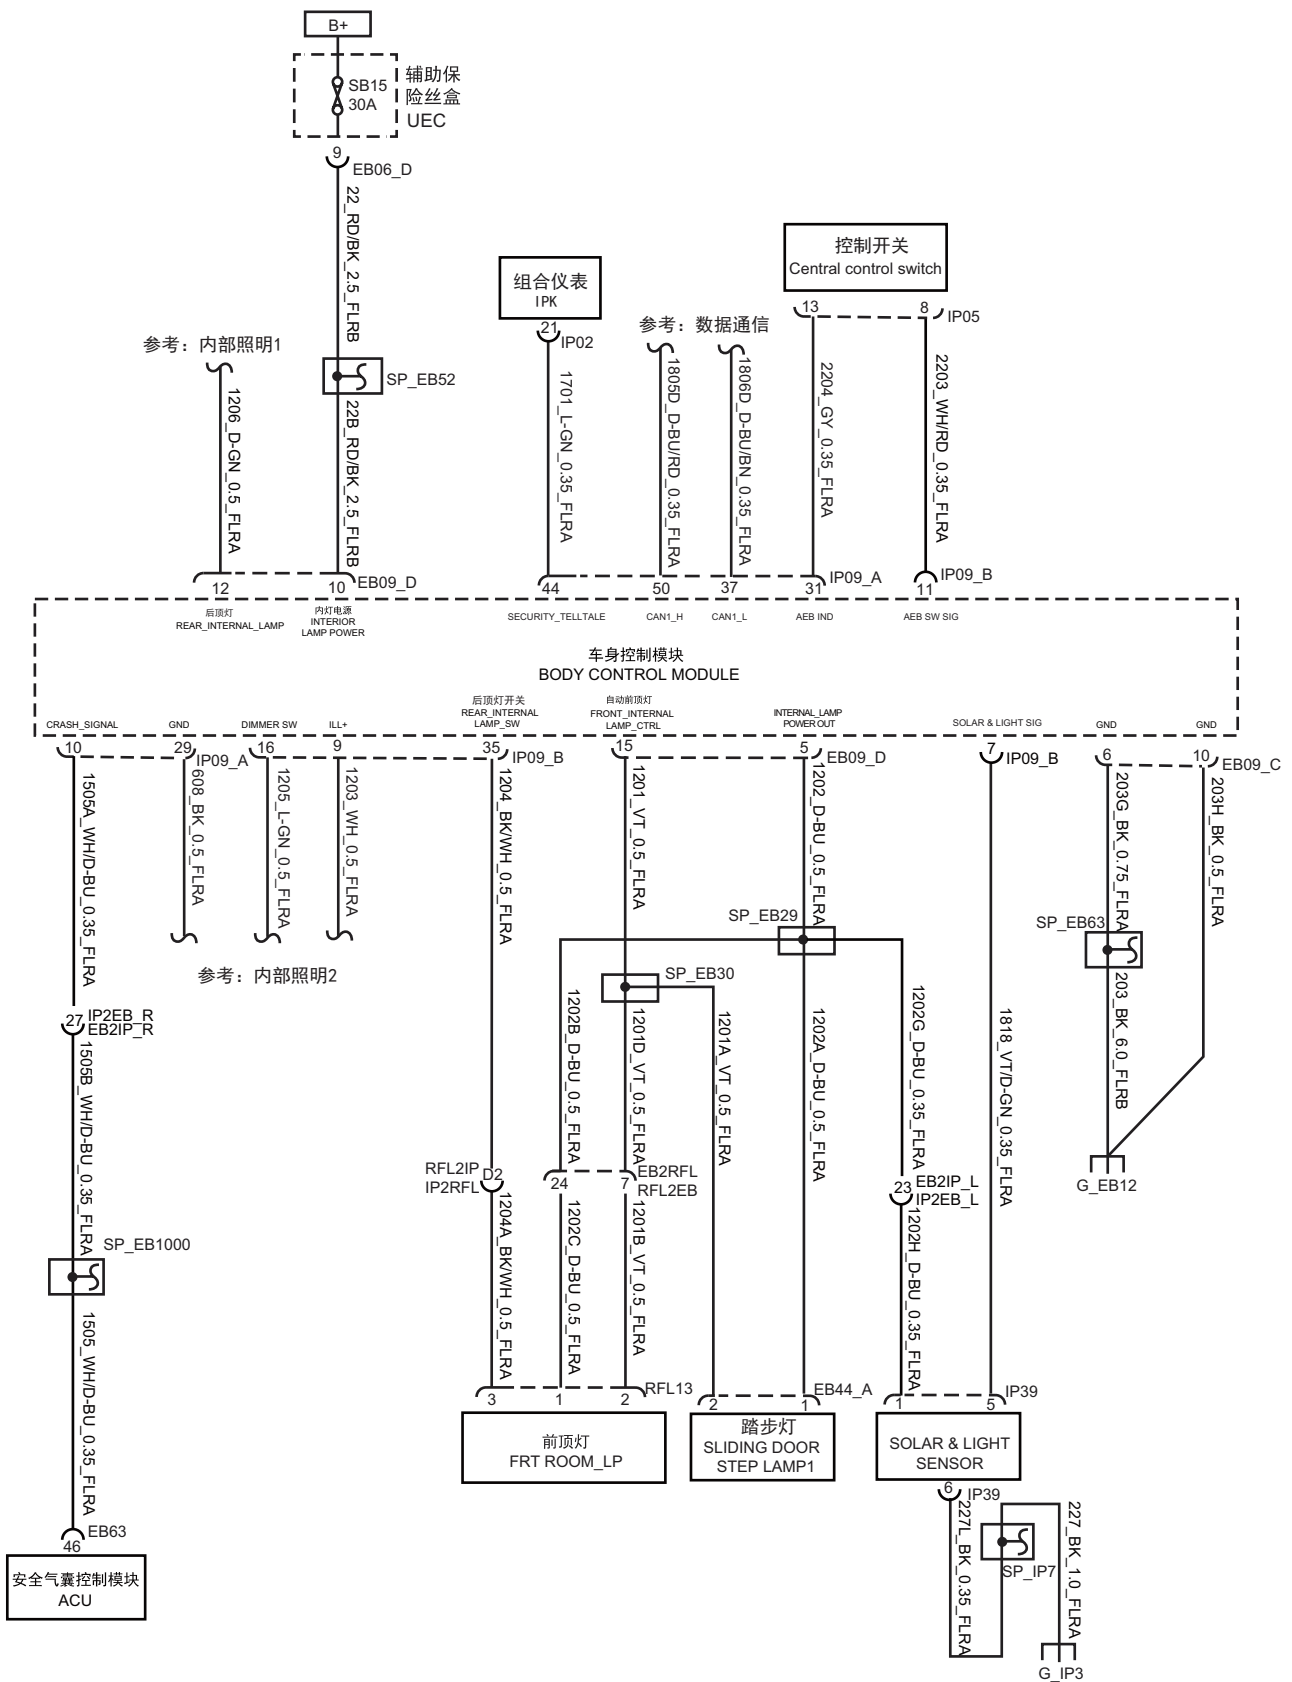 B+
SB15
30A
辅助保
险丝盒
UEC
9
EB06_D
22_RD/BK_2.5_FLRB
SP_EB52
22B_RD/BK_2.5_FLRB
参考：内部照明1
1206_D-GN_0.5_FLRA
组合仪表
IPK
21
IP02
1701_L-GN_0.35_FLRA
参考：数据通信
1805D_D-BU/RD_0.35_FLRA
1806D_D-BU/BN_0.35_FLRA
控制开关
Central control switch
13
8
IP05
2204_GY_0.35_FLRA
2203_WH/RD_0.35_FLRA
12
10
EB09_D
44
50
37
31
IP09_A
11
IP09_B
后顶灯
REAR_INTERNAL_LAMP
内灯电源
INTERIOR
LAMP POWER
SECURITY_TELLTALE
CAN1_H
CAN1_L
AEB IND
AEB SW SIG
车身控制模块
BODY CONTROL MODULE
CRASH_SIGNAL
GND
DIMMER SW
ILL+
后顶灯开关
REAR_INTERNAL
LAMP_SW
自动前顶灯
FRONT_INTERNAL
LAMP_CTRL
INTERNAL_LAMP
POWER OUT
SOLAR & LIGHT SIG
GND
GND
10
29
IP09_A
16
9
35
IP09_B
15
5
EB09_D
7
IP09_B
6
10
EB09_C
1505A_WH/D-BU_0.35_FLRA
608_BK_0.5_FLRA
1205_L-GN_0.5_FLRA
1203_WH_0.5_FLRA
1204_BK/WH_0.5_FLRA
1201_VT_0.5_FLRA
1202_D-BU_0.5_FLRA
203G_BK_0.75_FLRA
203H_BK_0.5_FLRA
参考：内部照明2
SP_EB29
SP_EB63
SP_EB30
27
IP2EB_R
EB2IP_R
1505B_WH/D-BU_0.35_FLRA
1202B_D-BU_0.5_FLRA
1201D_VT_0.5_FLRA
1201A_VT_0.5_FLRA
1202A_D-BU_0.5_FLRA
1202G_D-BU_0.35_FLRA
1818_VT/D-GN_0.35_FLRA
203_BK_6.0_FLRB
RFL2IP
IP2RFL
D2
24
7
EB2RFL
RFL2EB
23
EB2IP_L
IP2EB_L
G_EB12
SP_EB1000
1204A_BK/WH_0.5_FLRA
1202C_D-BU_0.5_FLRA
1201B_VT_0.5_FLRA
1202H_D-BU_0.35_FLRA
1505_WH/D-BU_0.35_FLRA
3
1
2
RFL13
2
1
EB44_A
1
5
IP39
前顶灯
FRT ROOM_LP
踏步灯
SLIDING DOOR
STEP LAMP1
SOLAR & LIGHT
SENSOR
6
IP39
227L_BK_0.35_FLRA
SP_IP7
227_BK_1.0_FLRA
G_IP3
EB63
46
安全气囊控制模块
ACU